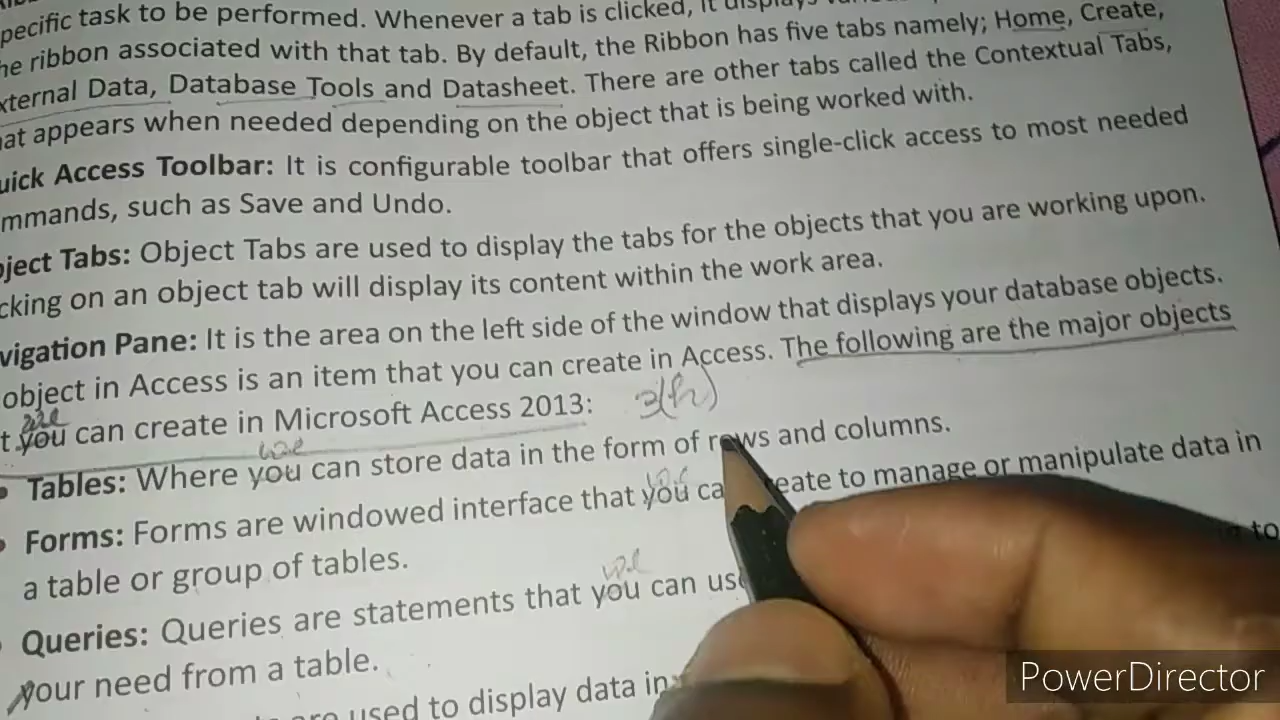 pecific task to be performed. Whenever a tab is clicked, it displays
he ribbon associated with that tab. By default, the Ribbon has five tabs namely; Home, Create,
xternal Data, Database Tools and Datasheet. There are other tabs called the Contextual Tabs,
hat appears when needed depending on the object that is being worked with.
uick Access Toolbar: It is configurable toolbar that offers single-click access to most needed
mmands, such as Save and Undo.
ject Tabs: Object Tabs are used to display the tabs for the objects that you are working upon.
cking on an object tab will display its content within the work area.
vigation Pane: It is the area on the left side of the window that displays your database objects.
object in Access is an item that you can create in Access. The following are the major objects
t you can create in Microsoft Access 2013: 3(h)
we
• Tables: Where you can store data in the form of rows and columns.
we
• Forms: Forms are windowed interface that you ca eate to manage or manipulate data in
a table or group of tables.
we
Queries: Queries are statements that you can us to
your need from a table.
are used to display data in
PowerDirector